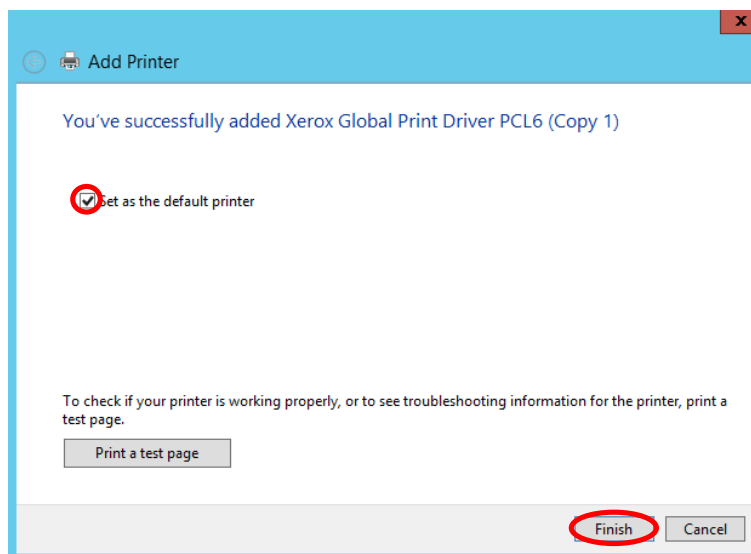 x
Add Printer
You've successfully added Xerox Global Print Driver PCL6 (Copy 1)
Set as the default printer
To check if your printer is working properly, or to see troubleshooting information for the printer, print a
test page.
Print a test page
Finish Cancel